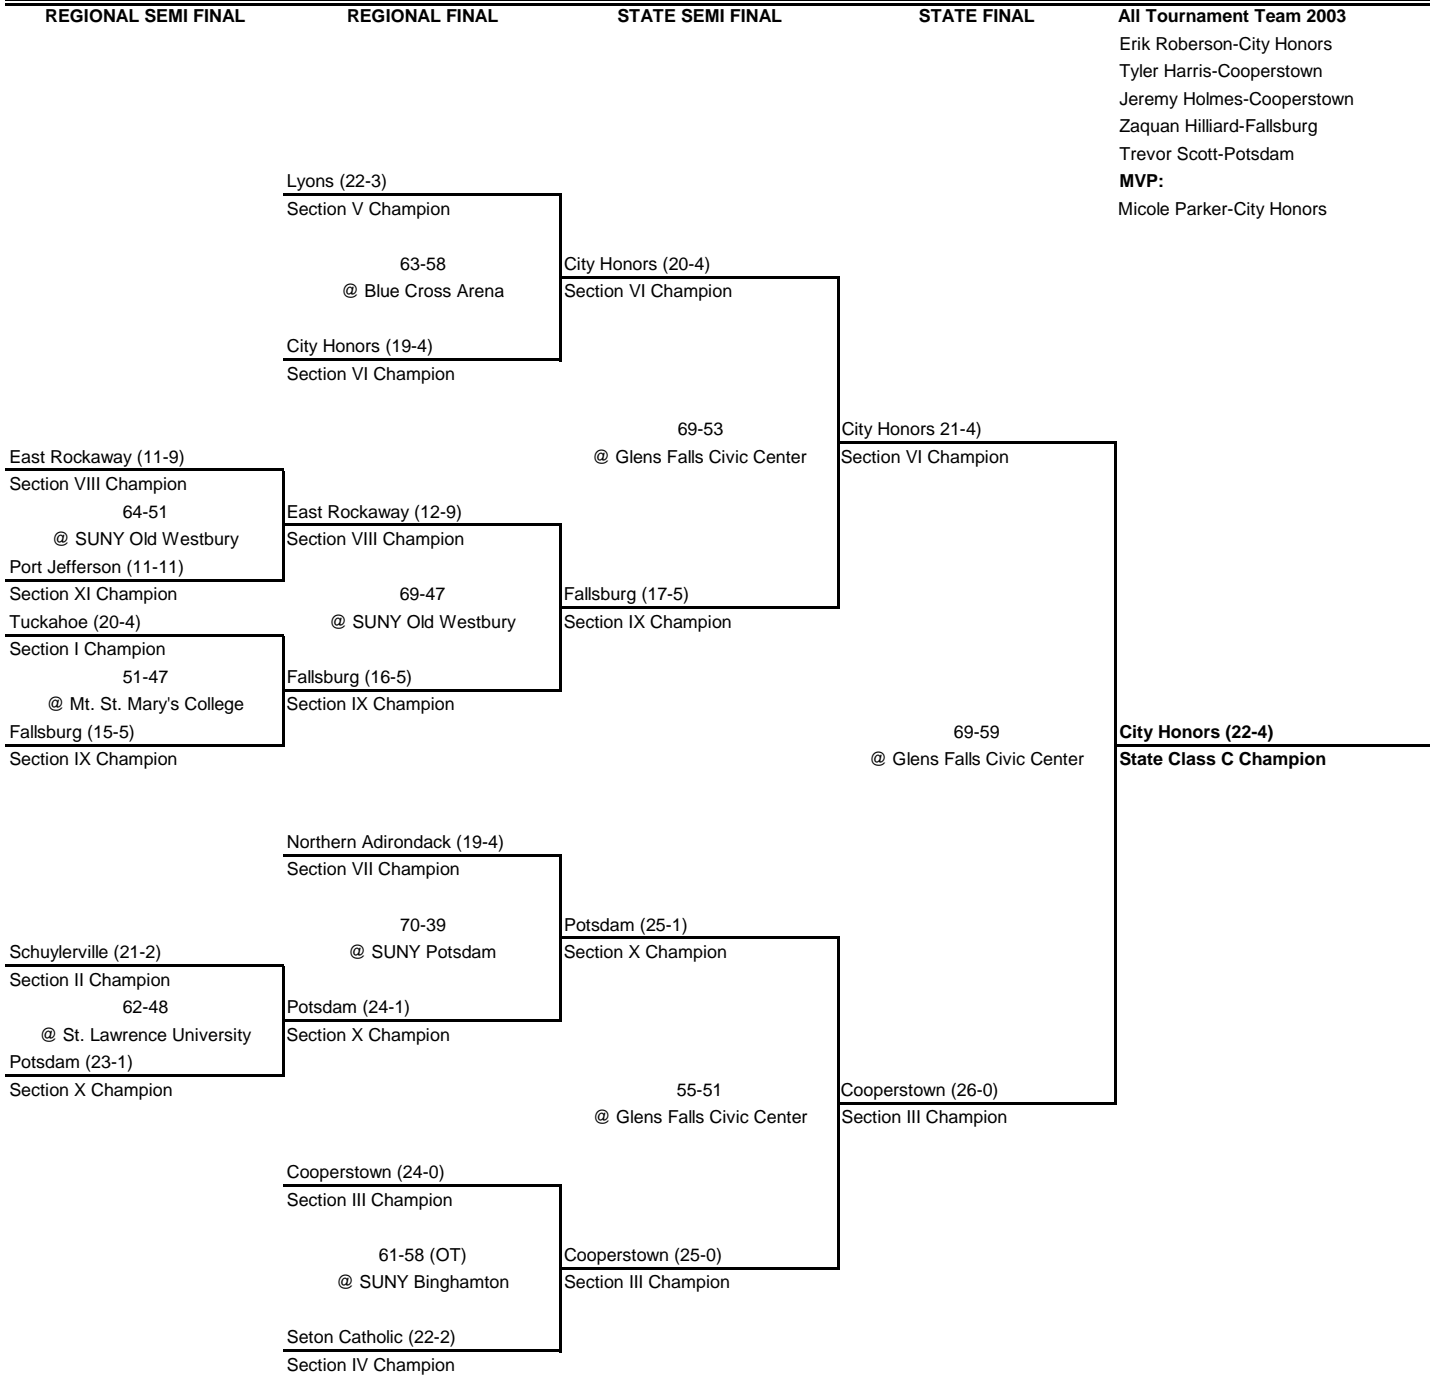 REGIONAL SEMI FINAL REGIONAL FINAL STATE SEMI FINAL STATE FINAL All Tournament Team 2003
Erik Roberson-City Honors
Tyler Harris-Cooperstown
Jeremy Holmes-Cooperstown
Zaquan Hilliard-Fallsburg
Trevor Scott-Potsdam
Lyons (22-3) MVP:
Section V Champion Micole Parker-City Honors
63-58 City Honors (20-4)
@ Blue Cross Arena Section VI Champion
City Honors (19-4)
Section VI Champion
69-53 City Honors 21-4)
East Rockaway (11-9) @ Glens Falls Civic Center Section VI Champion
Section VIII Champion
64-51 East Rockaway (12-9)
@ SUNY Old Westbury Section VIII Champion
Port Jefferson (11-11)
Section XI Champion 69-47 Fallsburg (17-5)
Tuckahoe (20-4) @ SUNY Old Westbury Section IX Champion
Section I Champion
51-47 Fallsburg (16-5)
@ Mt. St. Mary's College Section IX Champion
Fallsburg (15-5) 69-59 City Honors (22-4)
Section IX Champion @ Glens Falls Civic Center State Class C Champion
Northern Adirondack (19-4)
Section VII Champion
70-39 Potsdam (25-1)
Schuylerville (21-2) @ SUNY Potsdam Section X Champion
Section II Champion
62-48 Potsdam (24-1)
@ St. Lawrence University Section X Champion
Potsdam (23-1)
Section X Champion 55-51 Cooperstown (26-0)
@ Glens Falls Civic Center Section III Champion
Cooperstown (24-0)
Section III Champion
61-58 (OT) Cooperstown (25-0)
@ SUNY Binghamton Section III Champion
Seton Catholic (22-2)
Section IV Champion